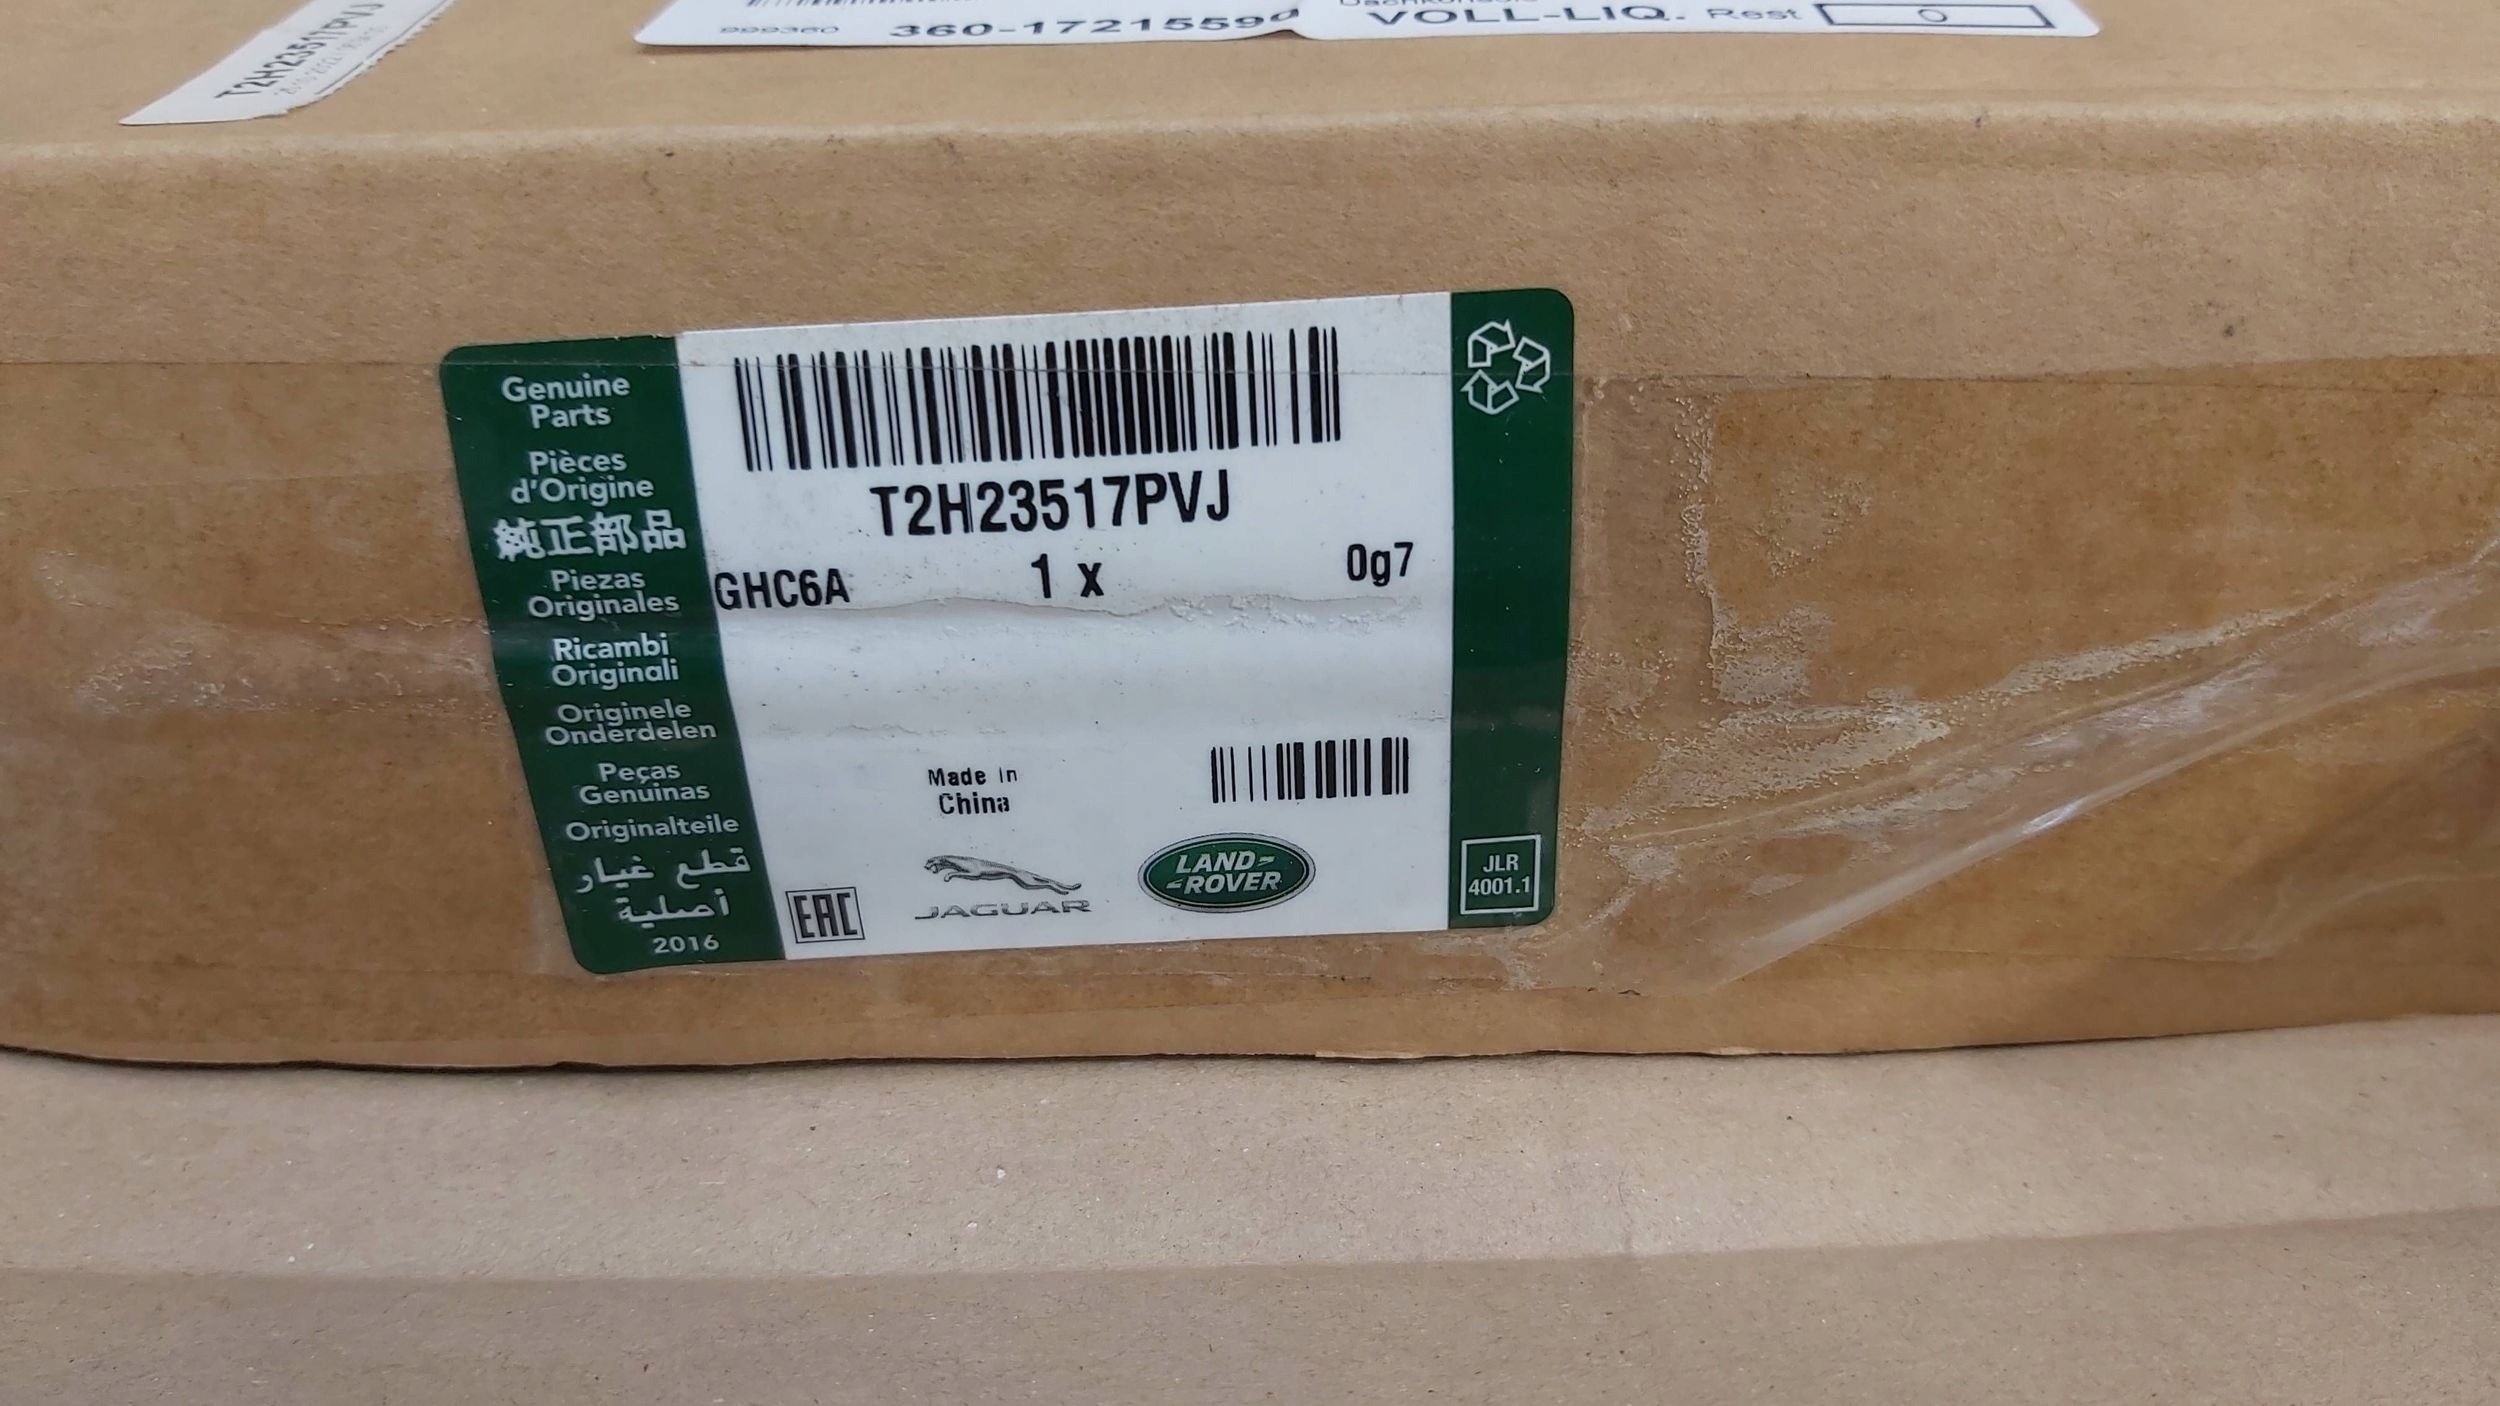 T2H23517PVJ
999360 360-17215590 VOLL-LIQ. Rest 0
Genuine
Parts
Pièces
d'Origine
純正部品
Piezas
Originales
Ricambi
Originali
Originele
Onderdelen
Peças
Genuinas
Originalteile
قطع غيار
أصلية
2016
T2H23517PVJ
GHC6A 1 x 0g7
Made in
China
EAC
JAGUAR
LAND-
-ROVER
JLR
4001.1